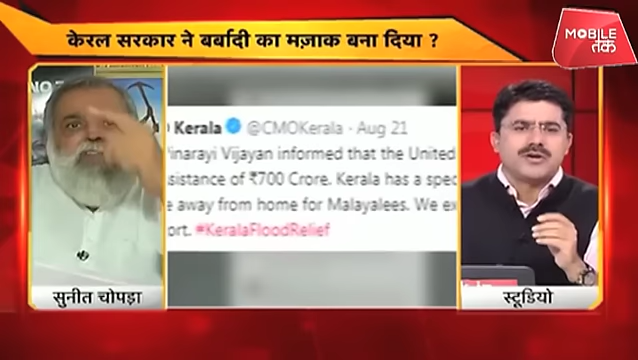 केरल सरकार ने बर्बादी का मज़ाक बना दिया ?
MOBILE
तक
Kerala @CMOKerala · Aug 21
Pinarayi Vijayan informed that the United
sistance of ₹700 Crore. Kerala has a spec
e away from home for Malayalees. We ex
ort. #KeralaFloodRelief
सुनीत चोपड़ा
स्टूडियो